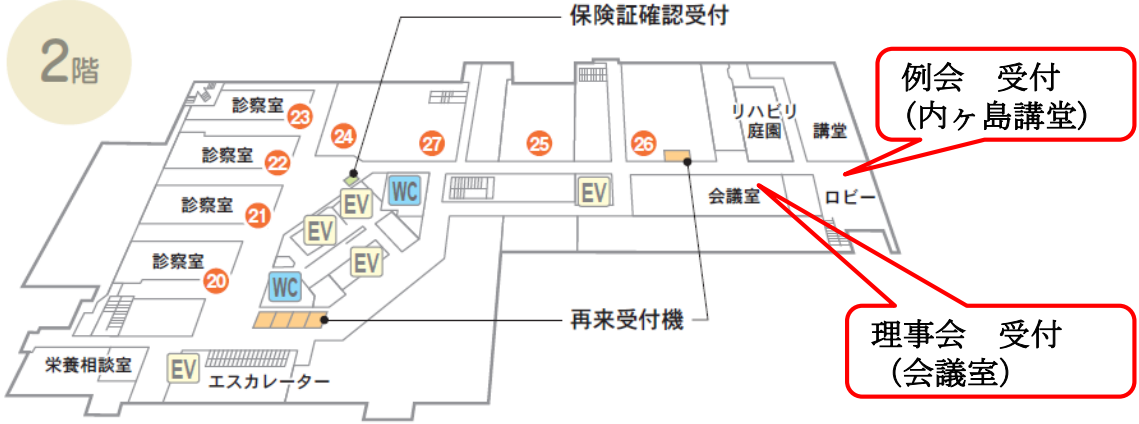 2階
保険証確認受付
例会　受付
(内ヶ島講堂)
診察室
23
24
27
25
26
リハビリ
庭園
講堂
診察室
22
EV
WC
EV
会議室
ロビー
診察室
21
EV
EV
診察室
20
WC
再来受付機
理事会　受付
(会議室)
栄養相談室
EV
エスカレーター